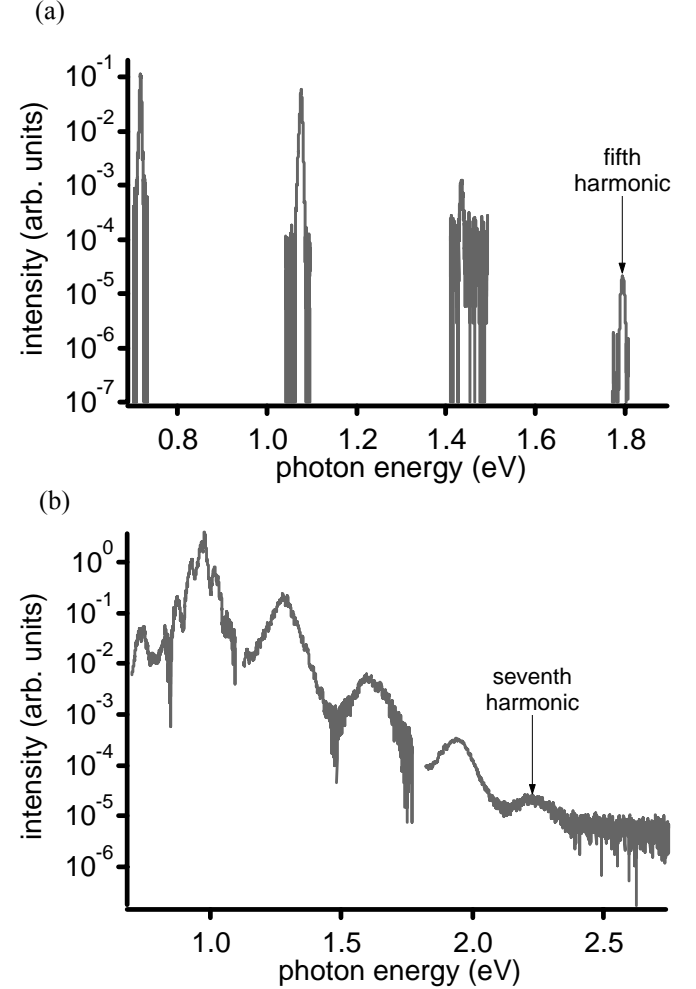 (a)
intensity (arb. units)
10^-1
10^-2
10^-3
10^-4
10^-5
10^-6
10^-7
fifth
harmonic
0.8 1.0 1.2 1.4 1.6 1.8
photon energy (eV)
(b)
intensity (arb. units)
10^0
10^-1
10^-2
10^-3
10^-4
10^-5
10^-6
seventh
harmonic
1.0 1.5 2.0 2.5
photon energy (eV)